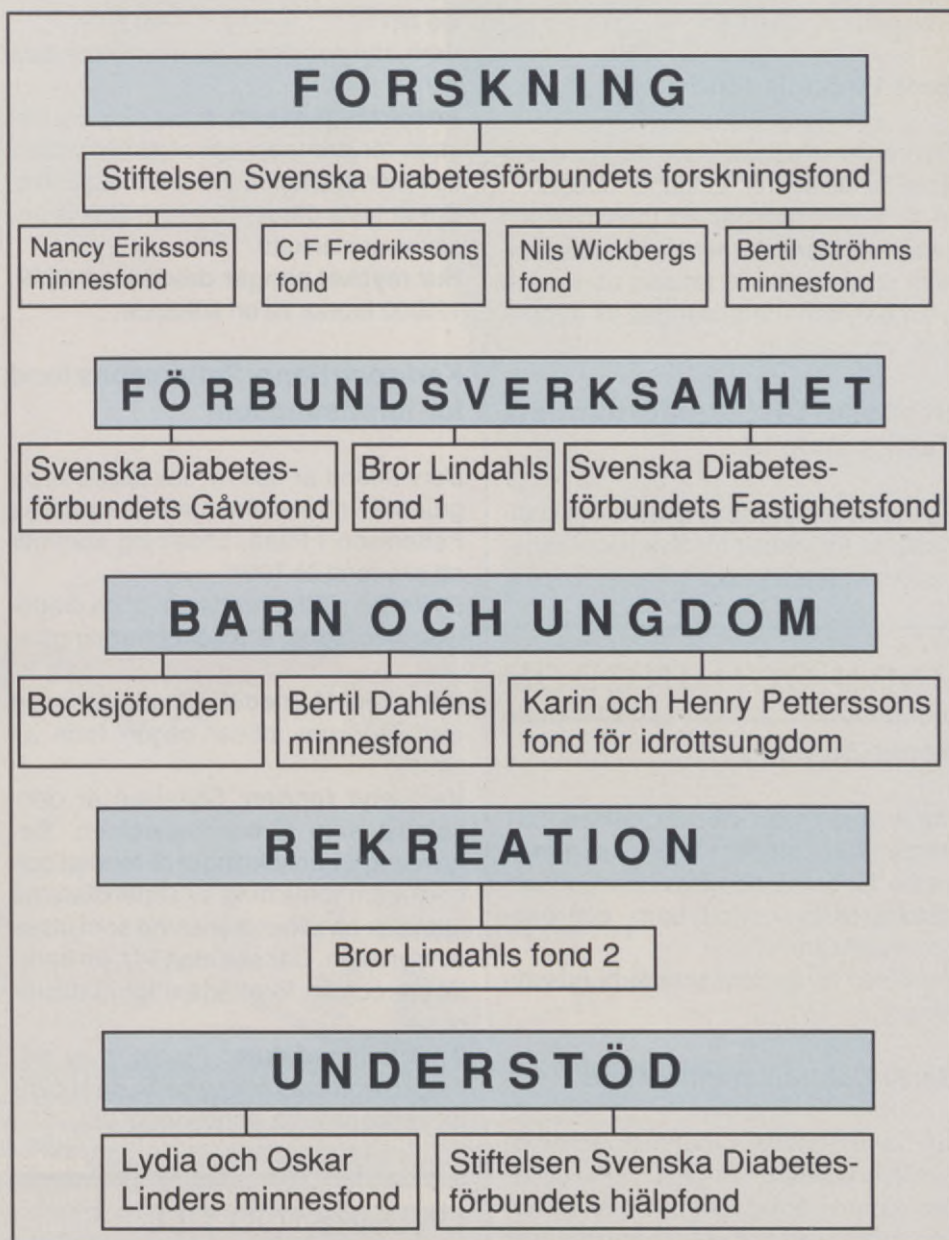 FORSKNING
Stiftelsen Svenska Diabetesförbundets forskningsfond
Nancy Erikssons
minnesfond
C F Fredrikssons
fond
Nils Wickbergs
fond
Bertil Ströhms
minnesfond
FÖRBUNDSVERKSAMHET
Svenska Diabetes-
förbundets Gåvofond
Bror Lindahls
fond 1
Svenska Diabetes-
förbundets Fastighetsfond
BARN OCH UNGDOM
Bocksjöfonden
Bertil Dahléns
minnesfond
Karin och Henry Petterssons
fond för idrottsungdom
REKREATION
Bror Lindahls fond 2
UNDERSTÖD
Lydia och Oskar
Linders minnesfond
Stiftelsen Svenska Diabetes-
förbundets hjälpfond